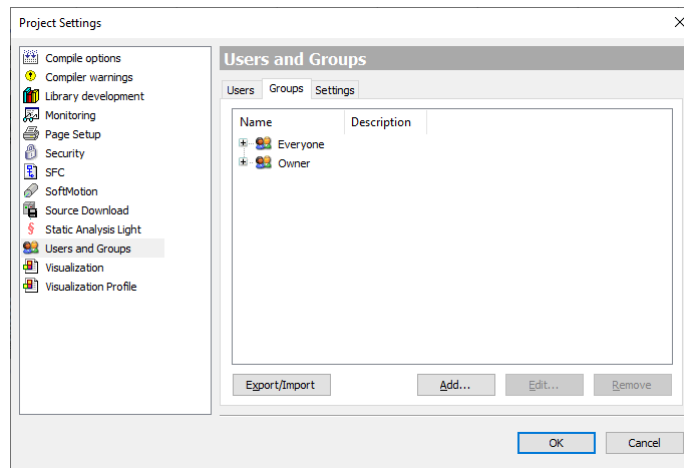 Project Settings
Compile options
Compiler warnings
Library development
Monitoring
Page Setup
Security
SFC
SoftMotion
Source Download
Static Analysis Light
Users and Groups
Visualization
Visualization Profile
Users and Groups
Users Groups Settings
Name Description
Everyone
Owner
Export/Import Add... Edit... Remove
OK Cancel